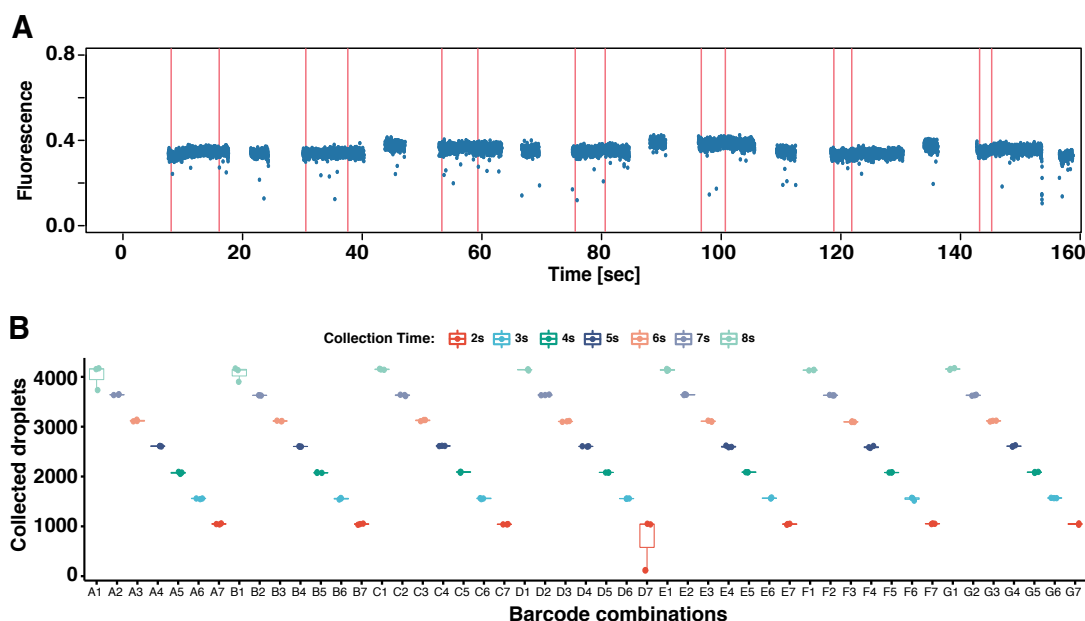 A
Fluorescence
0.8
0.4
0.0
0 20 40 60 80 100 120 140 160
Time [sec]
B
Collection Time: 2s 3s 4s 5s 6s 7s 8s
Collected droplets
4000
3000
2000
1000
0
A1 A2 A3 A4 A5 A6 A7 B1 B2 B3 B4 B5 B6 B7 C1 C2 C3 C4 C5 C6 C7 D1 D2 D3 D4 D5 D6 D7 E1 E2 E3 E4 E5 E6 E7 F1 F2 F3 F4 F5 F6 F7 G1 G2 G3 G4 G5 G6 G7
Barcode combinations